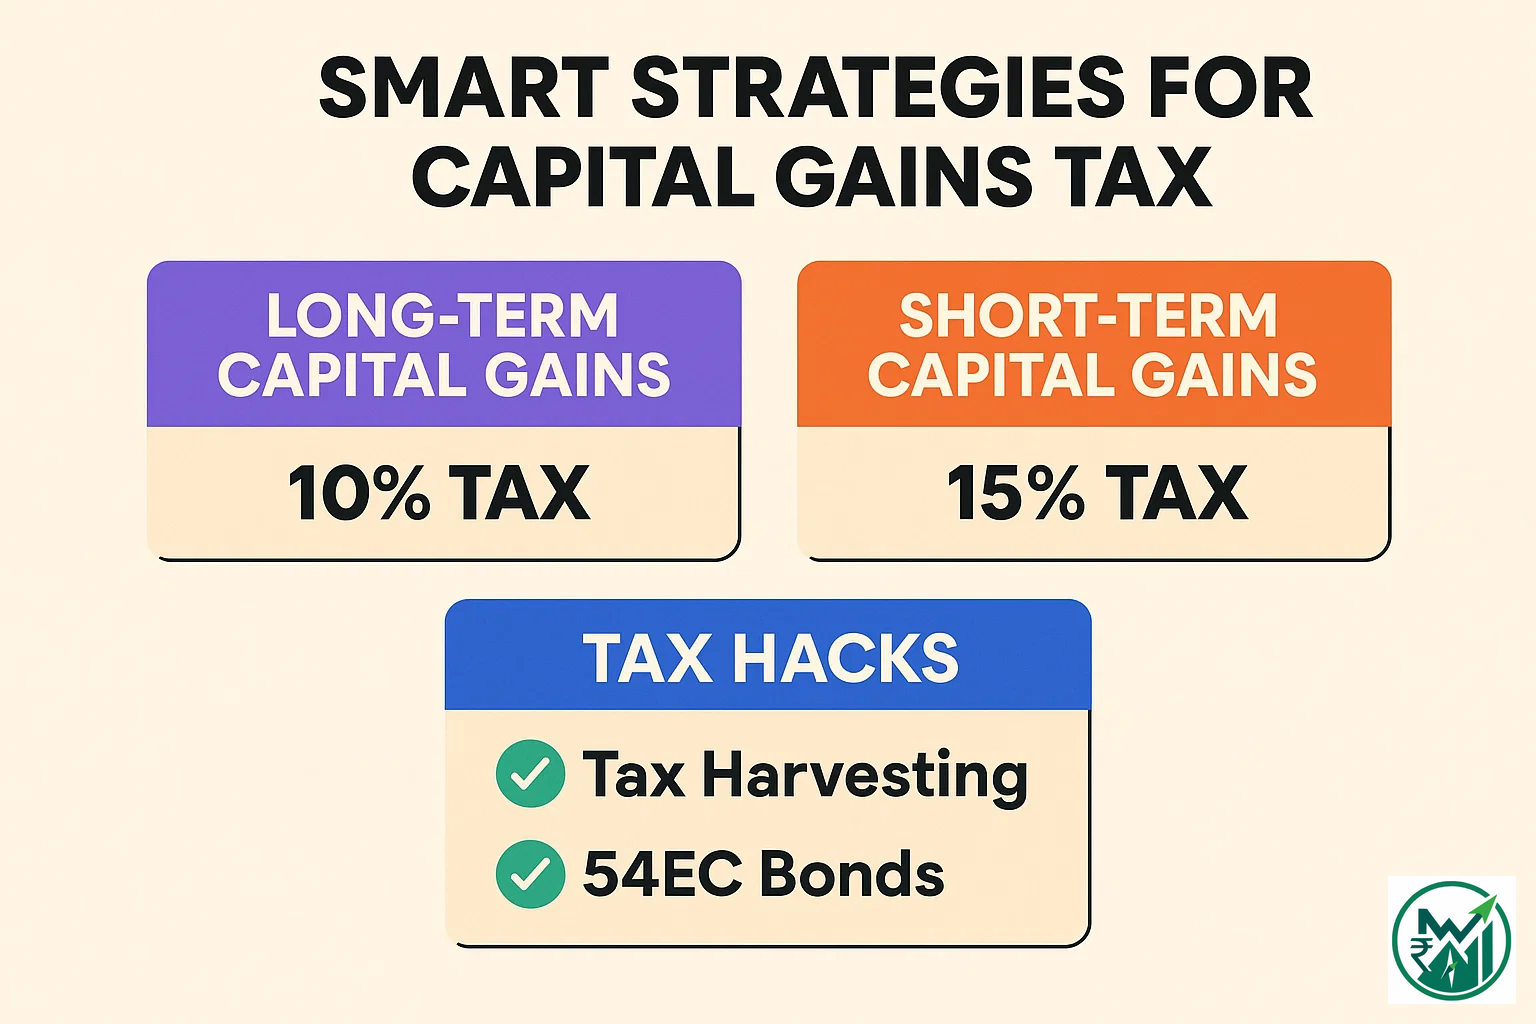 SMART STRATEGIES FOR
CAPITAL GAINS TAX
LONG-TERM
CAPITAL GAINS
10% TAX
SHORT-TERM
CAPITAL GAINS
15% TAX
TAX HACKS
Tax Harvesting
54EC Bonds
₹